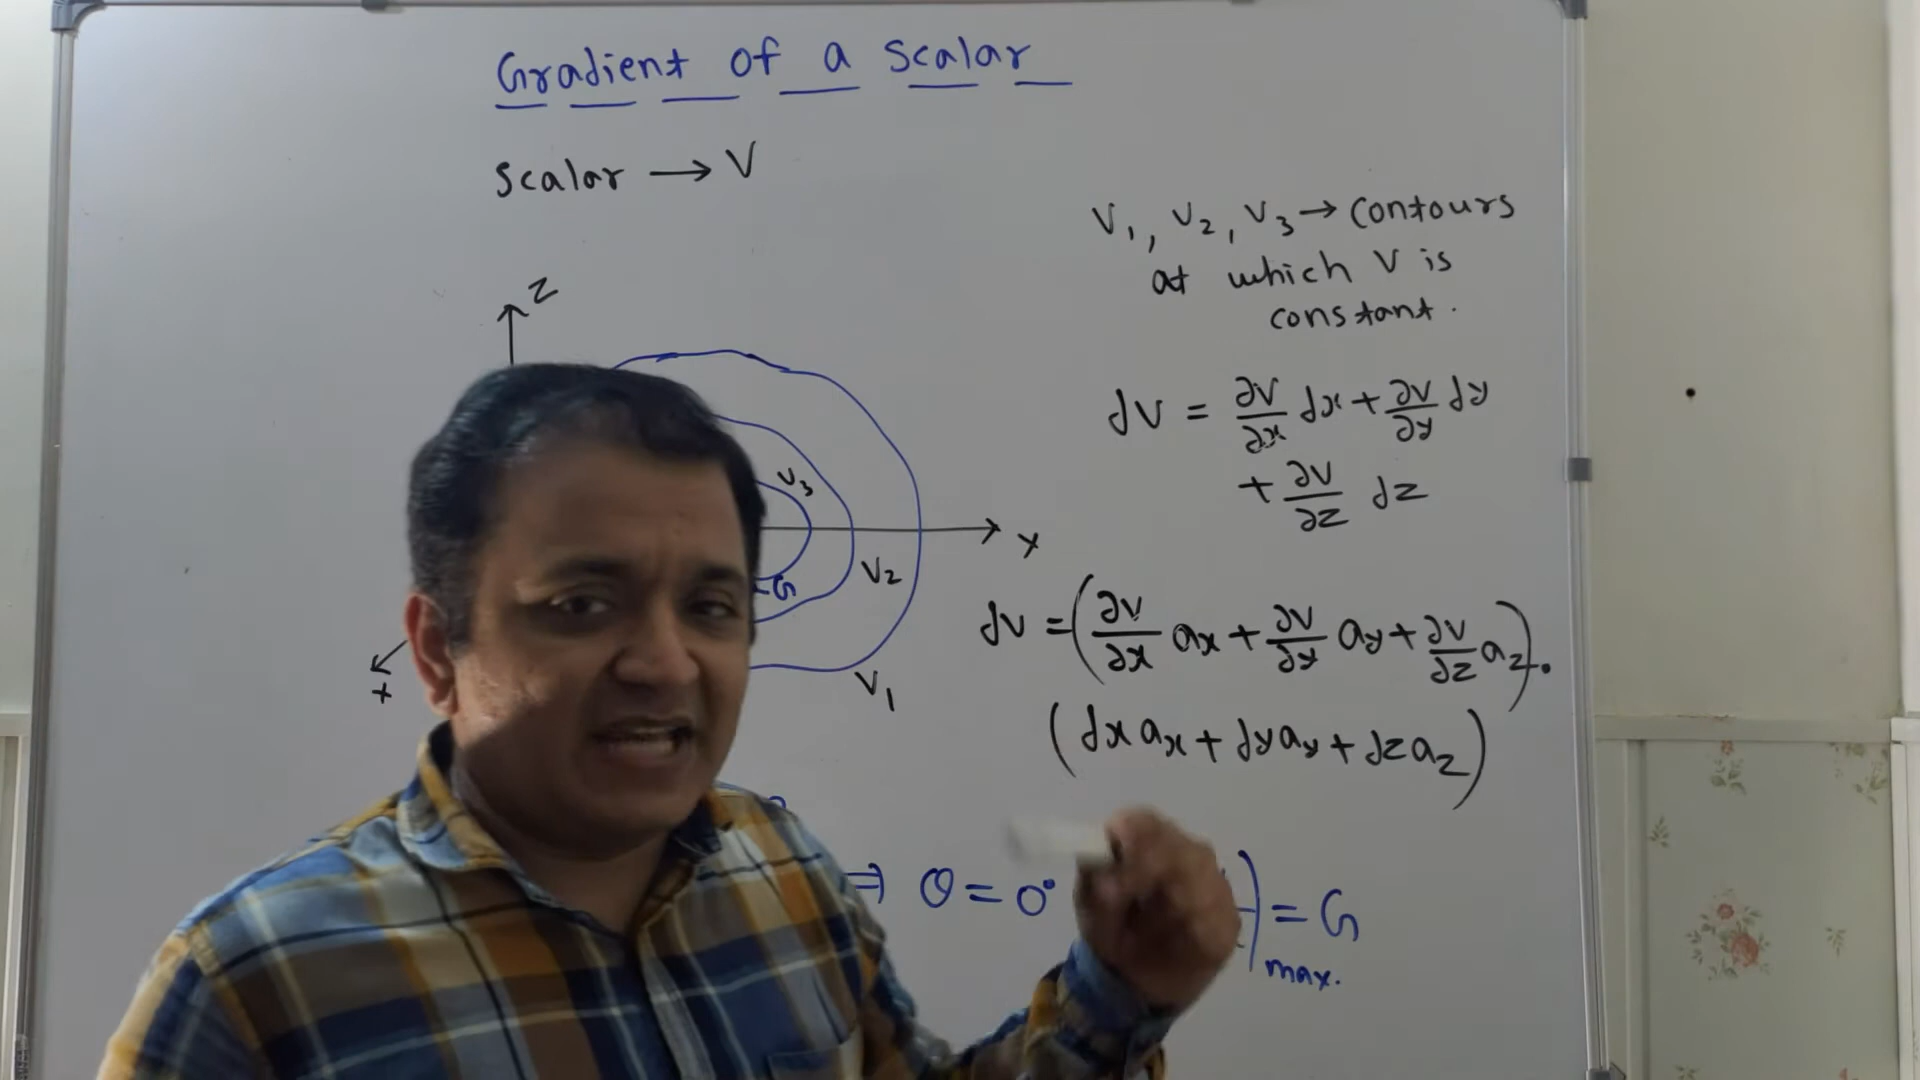 Gradient of a Scalar
Scalar → V
V₁, V₂, V₃ → Contours
at which V is
constant.
Z
V₃
Y
V₂
G
V₁
X
dV = ∂V/∂x dx + ∂V/∂y dy
+ ∂V/∂z dz
dV = (∂V/∂x ax + ∂V/∂y ay + ∂V/∂z az).
(dx ax + dy ay + dz az)
⇒ θ = 0°
) max. = G